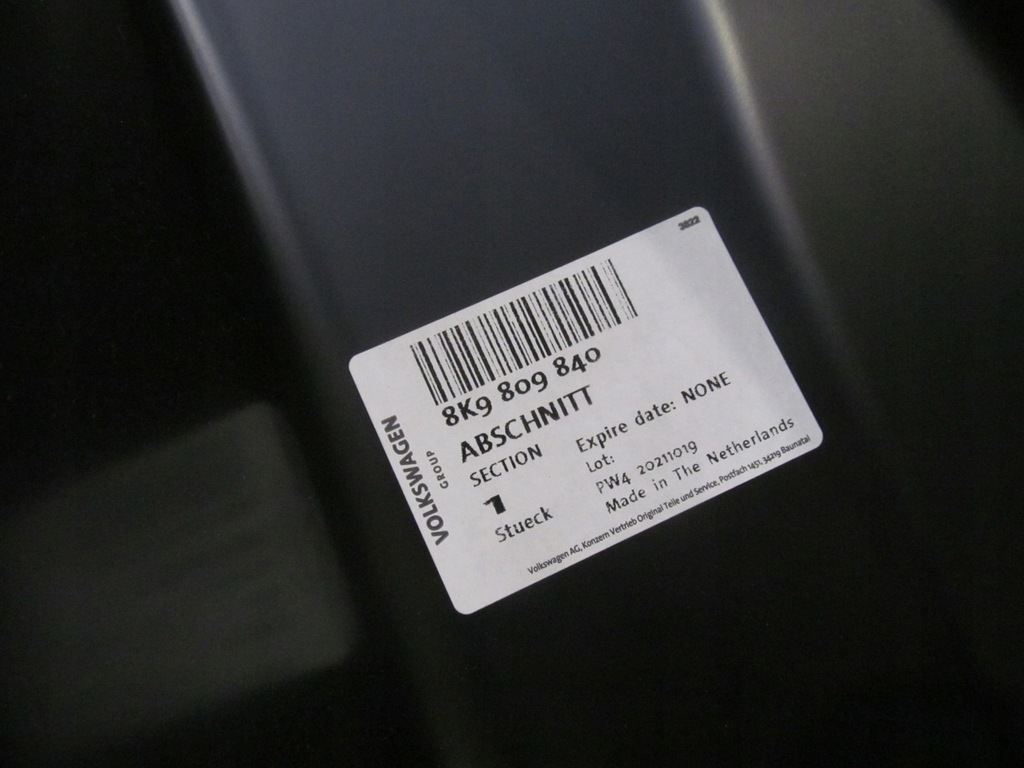 3822
8K9 809 840
ABSCHNITT
SECTION
1
Stueck
Expire date: NONE
Lot:
PW4 20211019
Made in The Netherlands
Volkswagen AG, Konzern Vertrieb Original Teile und Service, Postfach 1451, 34219 Baunatal
VOLKSWAGEN
GROUP